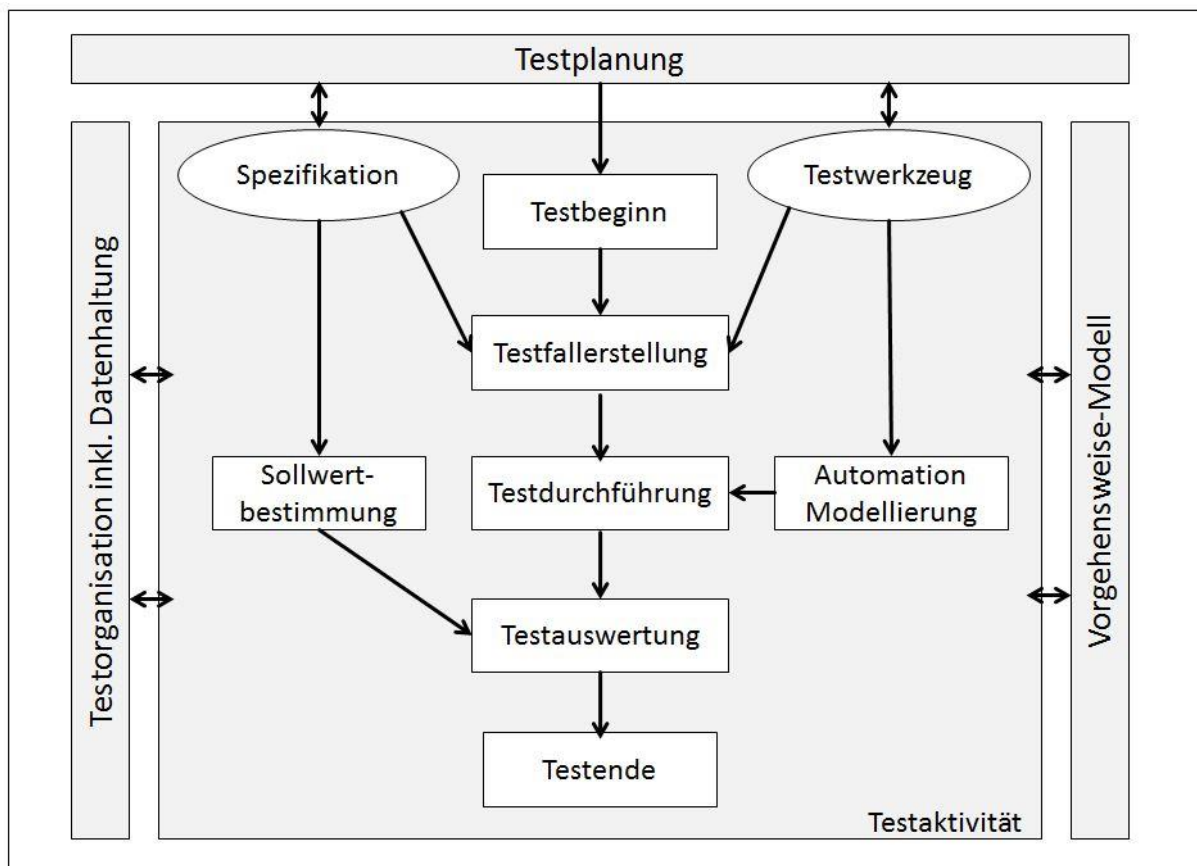 Testplanung
Testorganisation inkl. Datenhaltung
Spezifikation
Testwerkzeug
Testbeginn
Testfallerstellung
Sollwert-
bestimmung
Testdurchführung
Automation
Modellierung
Testauswertung
Testende
Testaktivität
Vorgehensweise-Modell